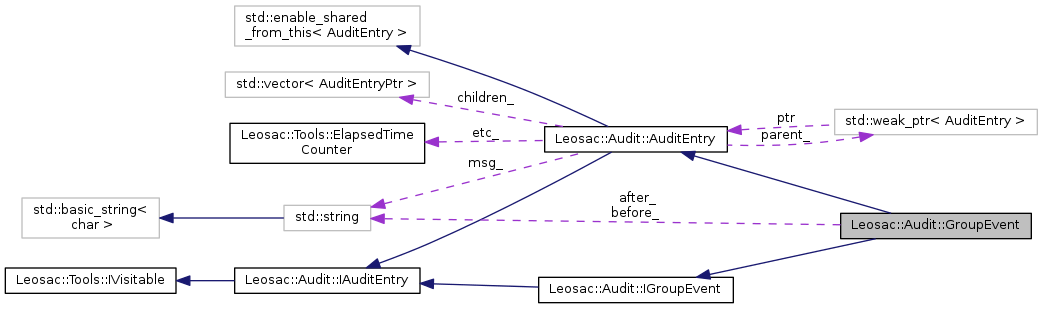 std::enable_shared
_from_this< AuditEntry >
std::vector< AuditEntryPtr >
children_
Leosac::Tools::ElapsedTime
Counter
etc_
Leosac::Audit::AuditEntry
ptr
parent_
std::weak_ptr< AuditEntry >
msg_
std::basic_string<
char >
std::string
after_
before_
Leosac::Audit::GroupEvent
Leosac::Tools::IVisitable
Leosac::Audit::IAuditEntry
Leosac::Audit::IGroupEvent